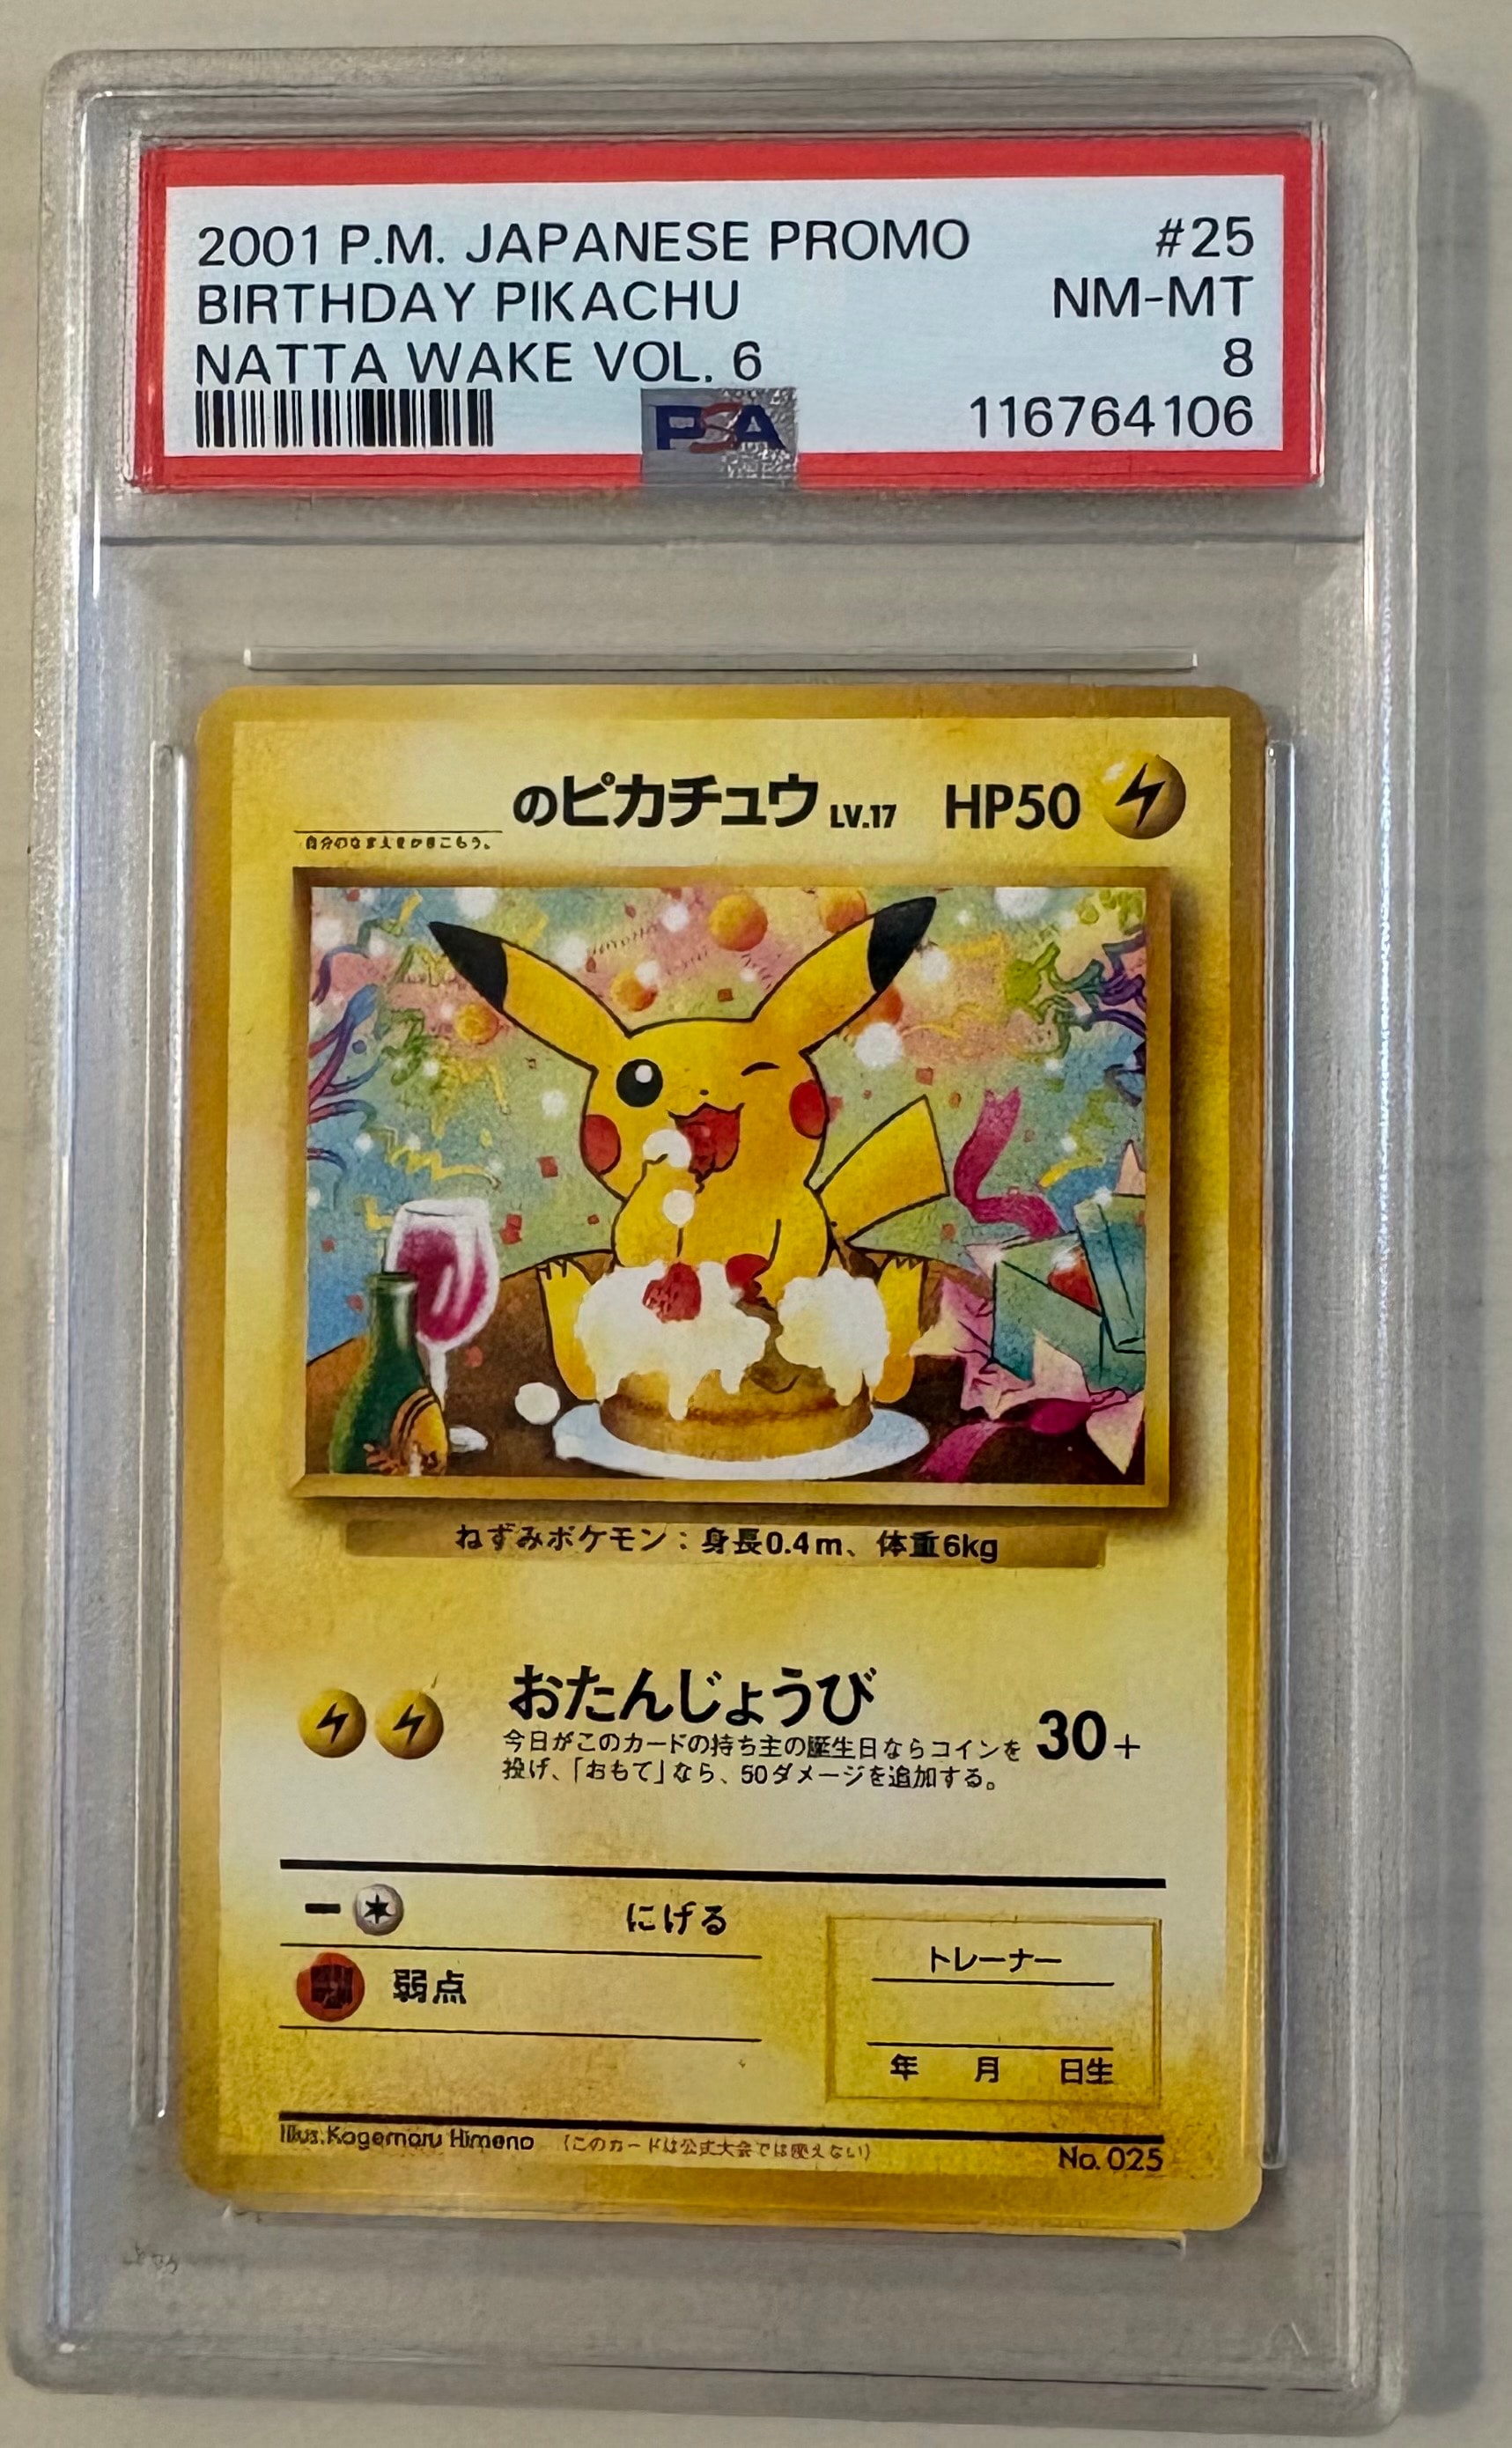 2001 P.M. JAPANESE PROMO #25
BIRTHDAY PIKACHU NM-MT
NATTA WAKE VOL. 6 8
PSA 116764106
のピカチュウ LV.17 HP50
自分のなまえをかきこもう。
ねずみポケモン：身長0.4m、体重6kg
おたんじょうび 30+
今日がこのカードの持ち主の誕生日ならコインを
投げ、「おもて」なら、50ダメージを追加する。
にげる
弱点
トレーナー
年 月 日生
Illus.Kagemaru Himeno （このカードは公式大会では使えない） No. 025